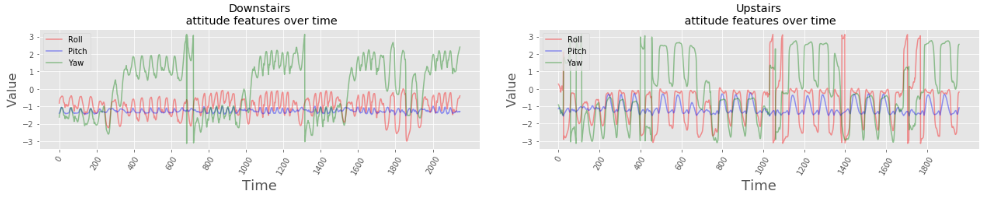 Downstairs
attitude features over time
Value
3
2
1
0
−1
−2
−3
Roll
Pitch
Yaw
0
200
400
600
800
1000
1200
1400
1600
1800
2000
Time
Upstairs
attitude features over time
Value
3
2
1
0
−1
−2
−3
Roll
Pitch
Yaw
0
200
400
600
800
1000
1200
1400
1600
1800
Time